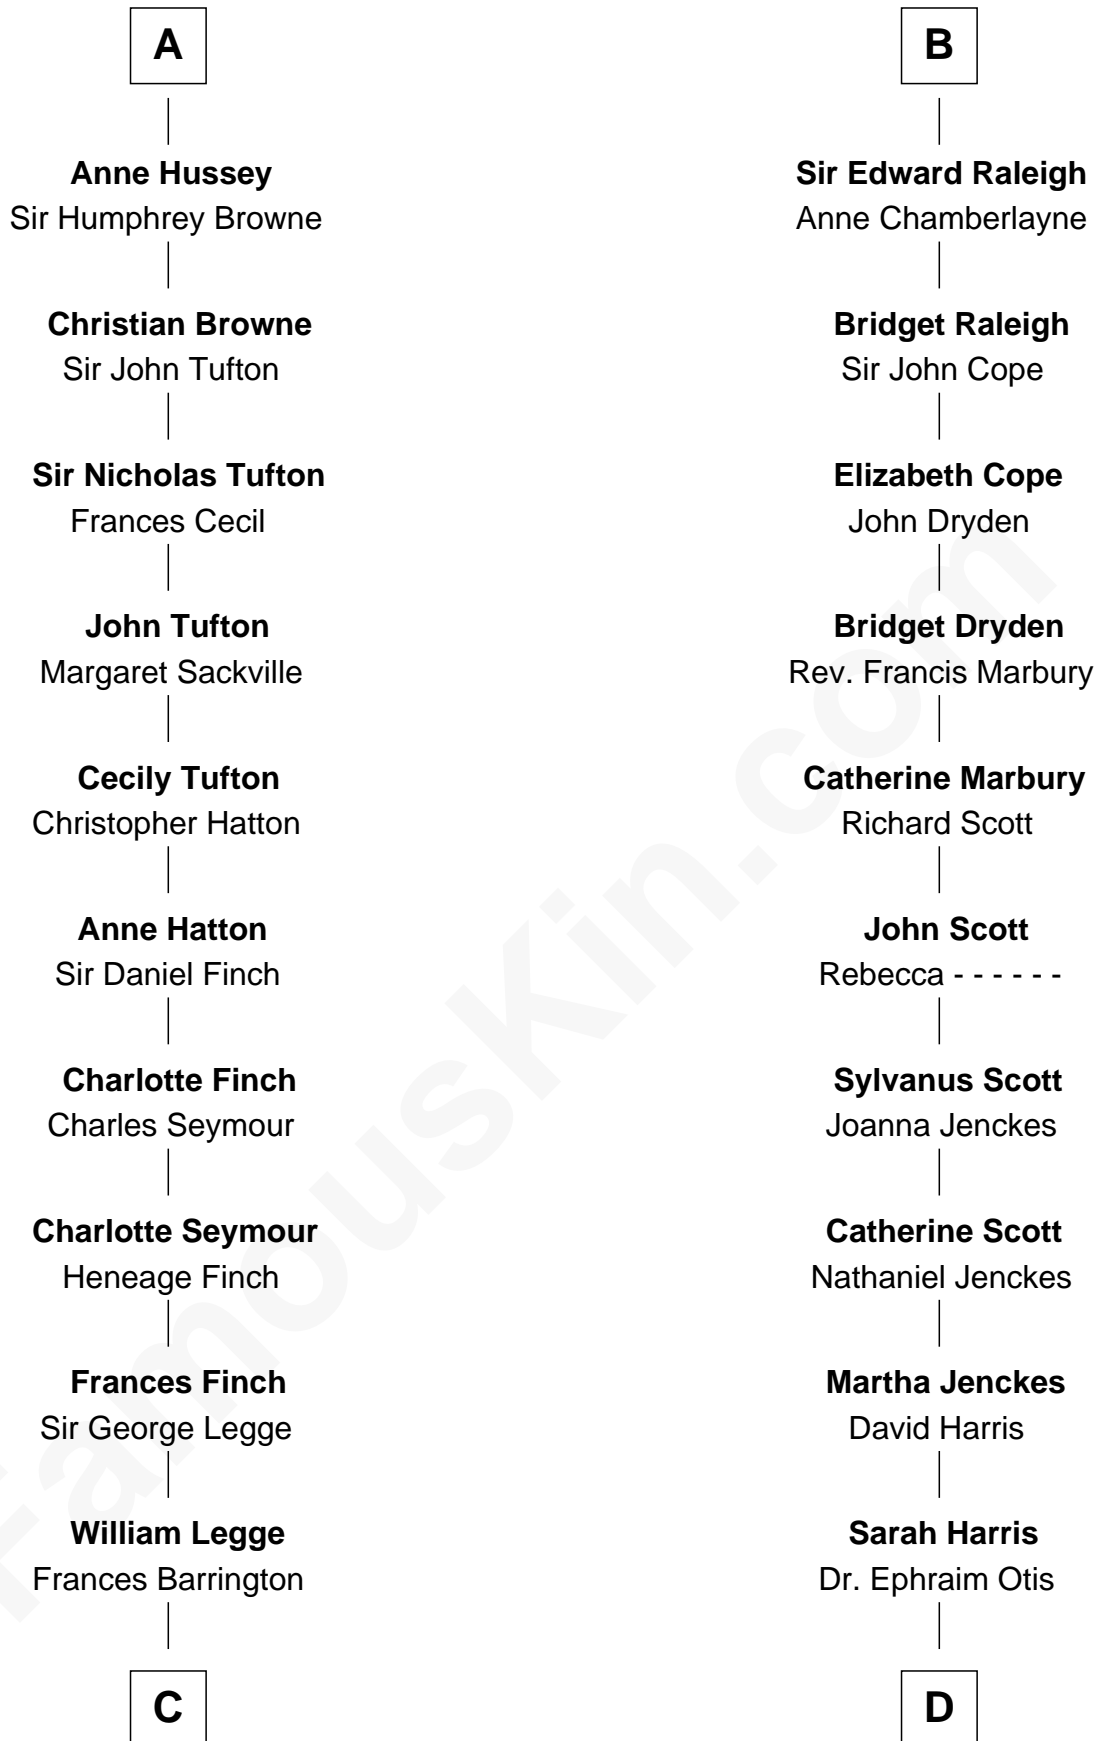 A
Anne Hussey
Sir Humphrey Browne
Christian Browne
Sir John Tufton
Sir Nicholas Tufton
Frances Cecil
John Tufton
Margaret Sackville
Cecily Tufton
Christopher Hatton
Anne Hatton
Sir Daniel Finch
Charlotte Finch
Charles Seymour
Charlotte Seymour
Heneage Finch
Frances Finch
Sir George Legge
William Legge
Frances Barrington
C
B
Sir Edward Raleigh
Anne Chamberlayne
Bridget Raleigh
Sir John Cope
Elizabeth Cope
John Dryden
Bridget Dryden
Rev. Francis Marbury
Catherine Marbury
Richard Scott
John Scott
Rebecca - - - - - -
Sylvanus Scott
Joanna Jenckes
Catherine Scott
Nathaniel Jenckes
Martha Jenckes
David Harris
Sarah Harris
Dr. Ephraim Otis
D
FamousKin.com